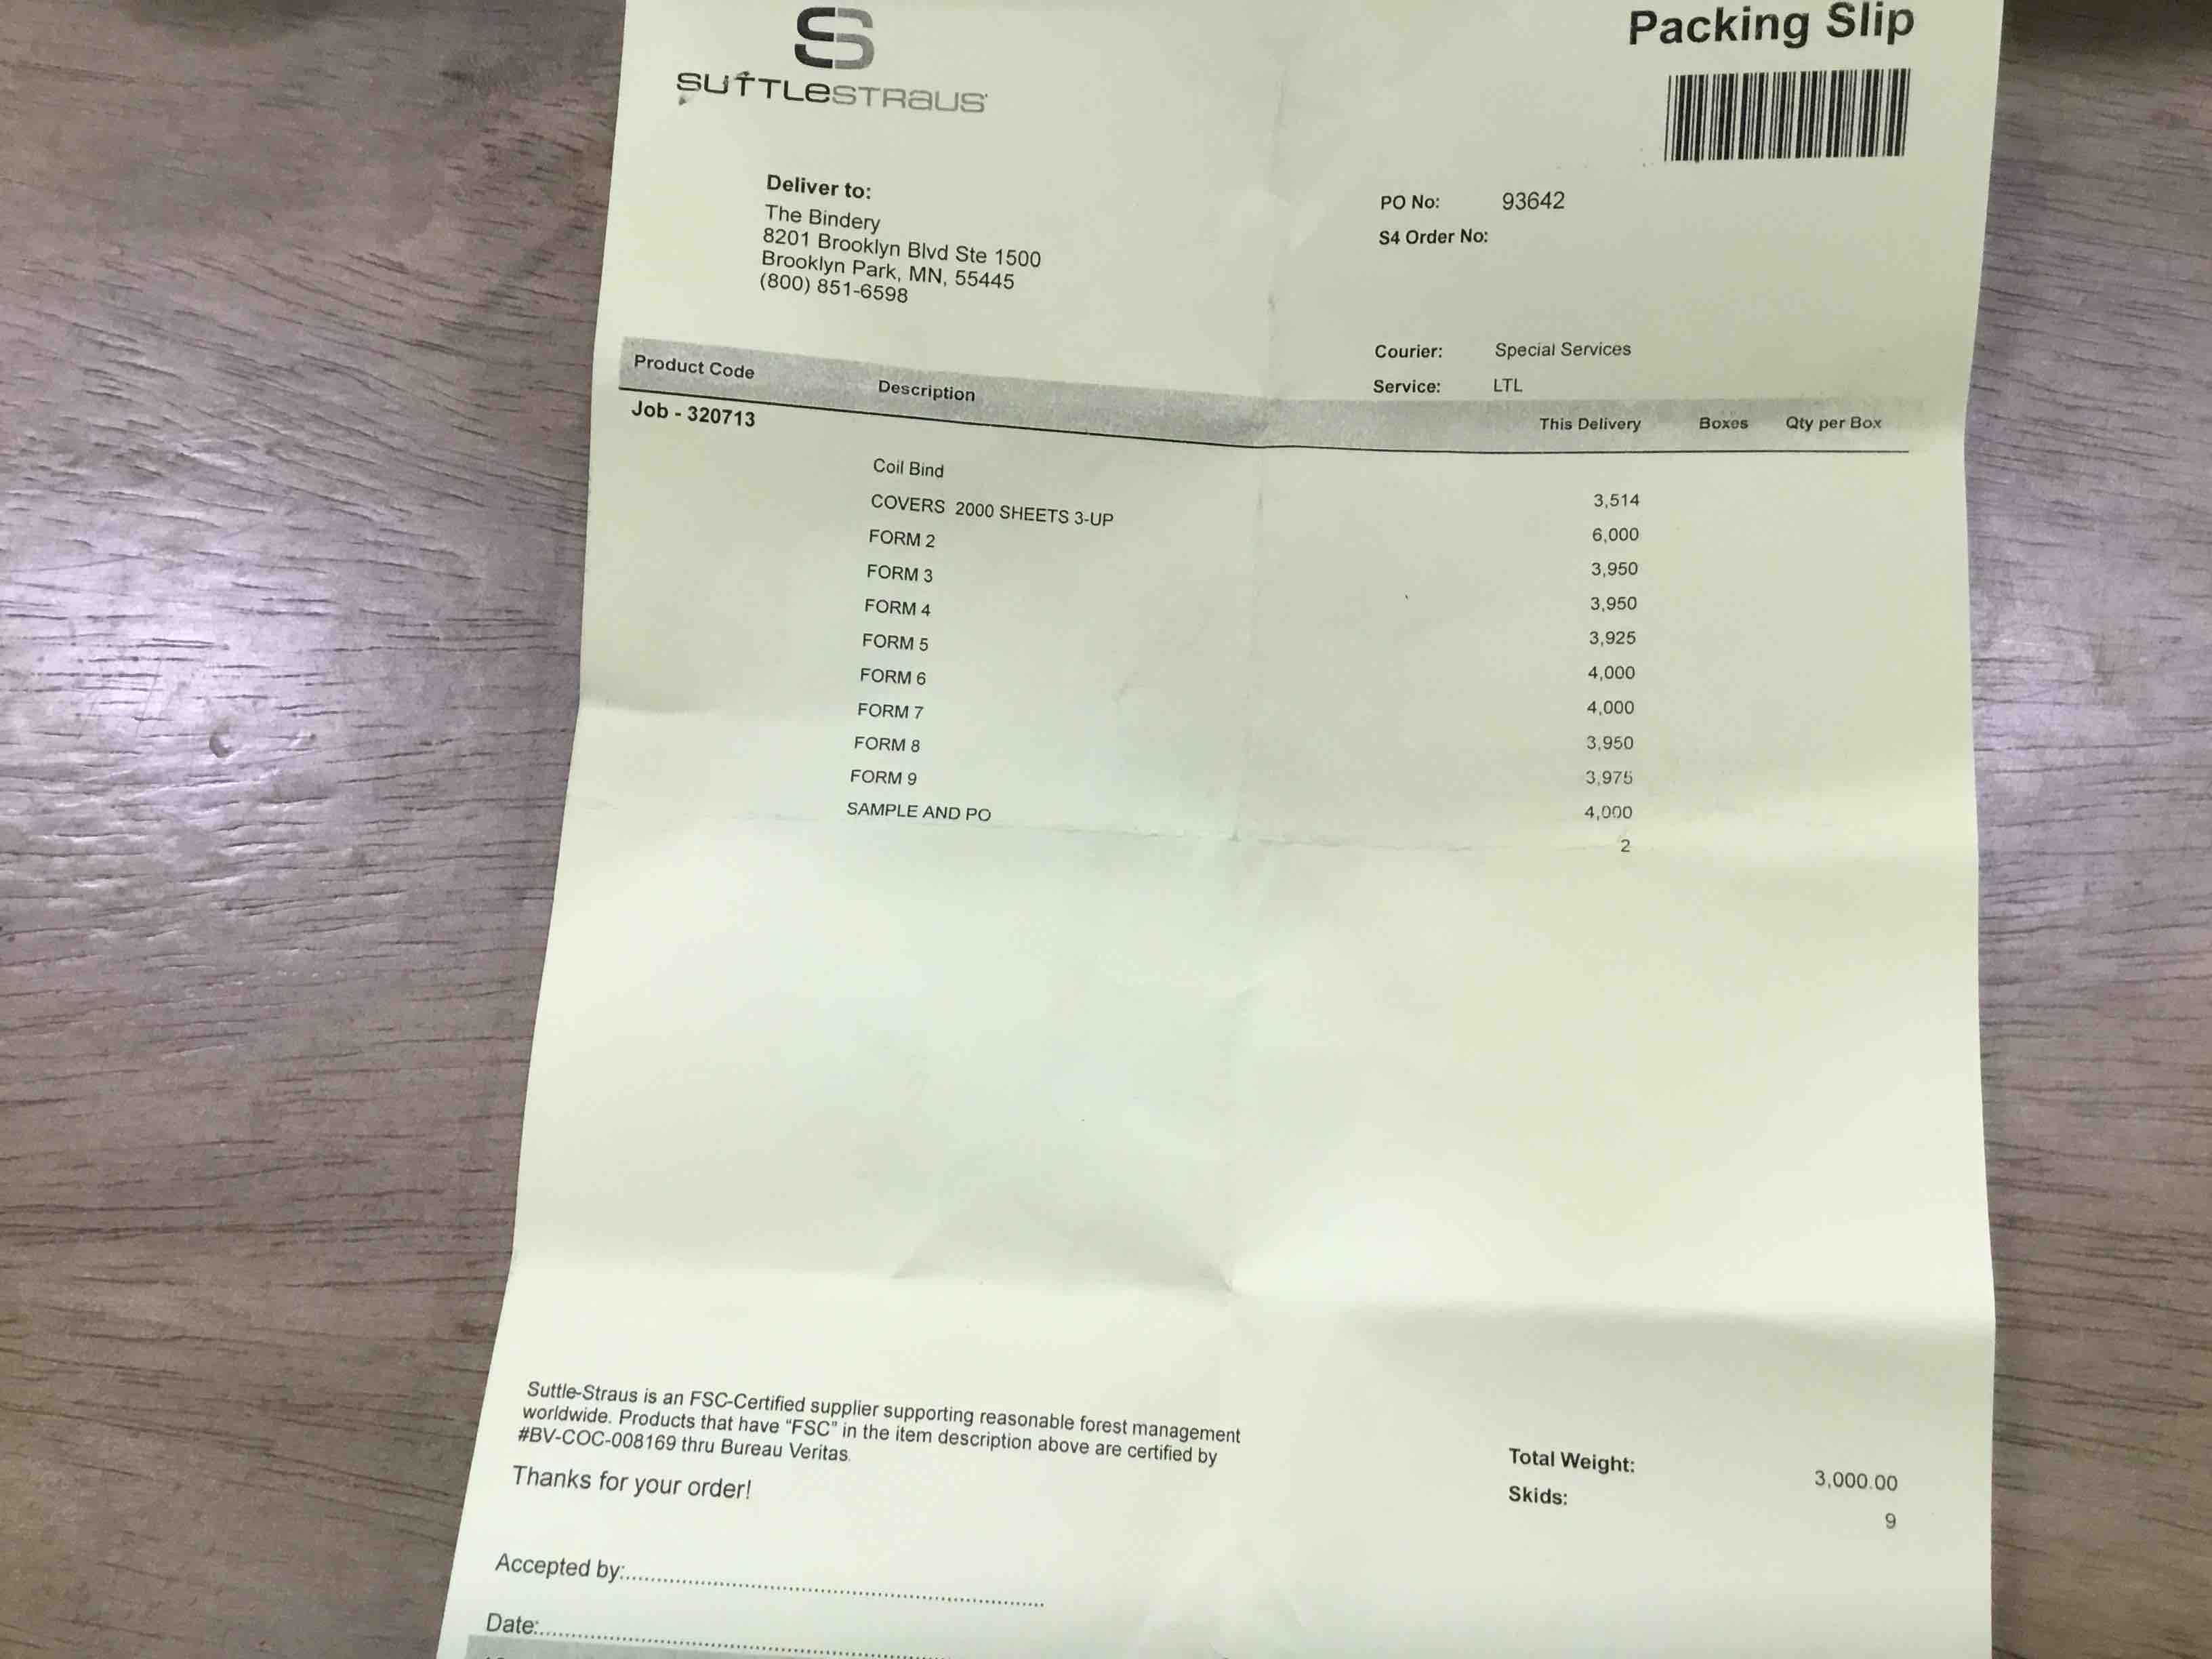 Packing Slip
SUTTLESTRAUS
Deliver to:
The Bindery
8201 Brooklyn Blvd Ste 1500
Brooklyn Park, MN, 55445
(800) 851-6598
PO No: 93642
S4 Order No:
Courier: Special Services
Service: LTL
Product Code Description This Delivery Boxes Qty per Box
Job - 320713
Coil Bind 3,514
COVERS 2000 SHEETS 3-UP 6,000
FORM 2 3,950
FORM 3 3,950
FORM 4 3,925
FORM 5 4,000
FORM 6 4,000
FORM 7 3,950
FORM 8 3,975
FORM 9 4,000
SAMPLE AND PO 2
Suttle-Straus is an FSC-Certified supplier supporting reasonable forest management
worldwide. Products that have "FSC" in the item description above are certified by
#BV-COC-008169 thru Bureau Veritas.
Thanks for your order!
Total Weight: 3,000.00
Skids: 9
Accepted by:
Date: